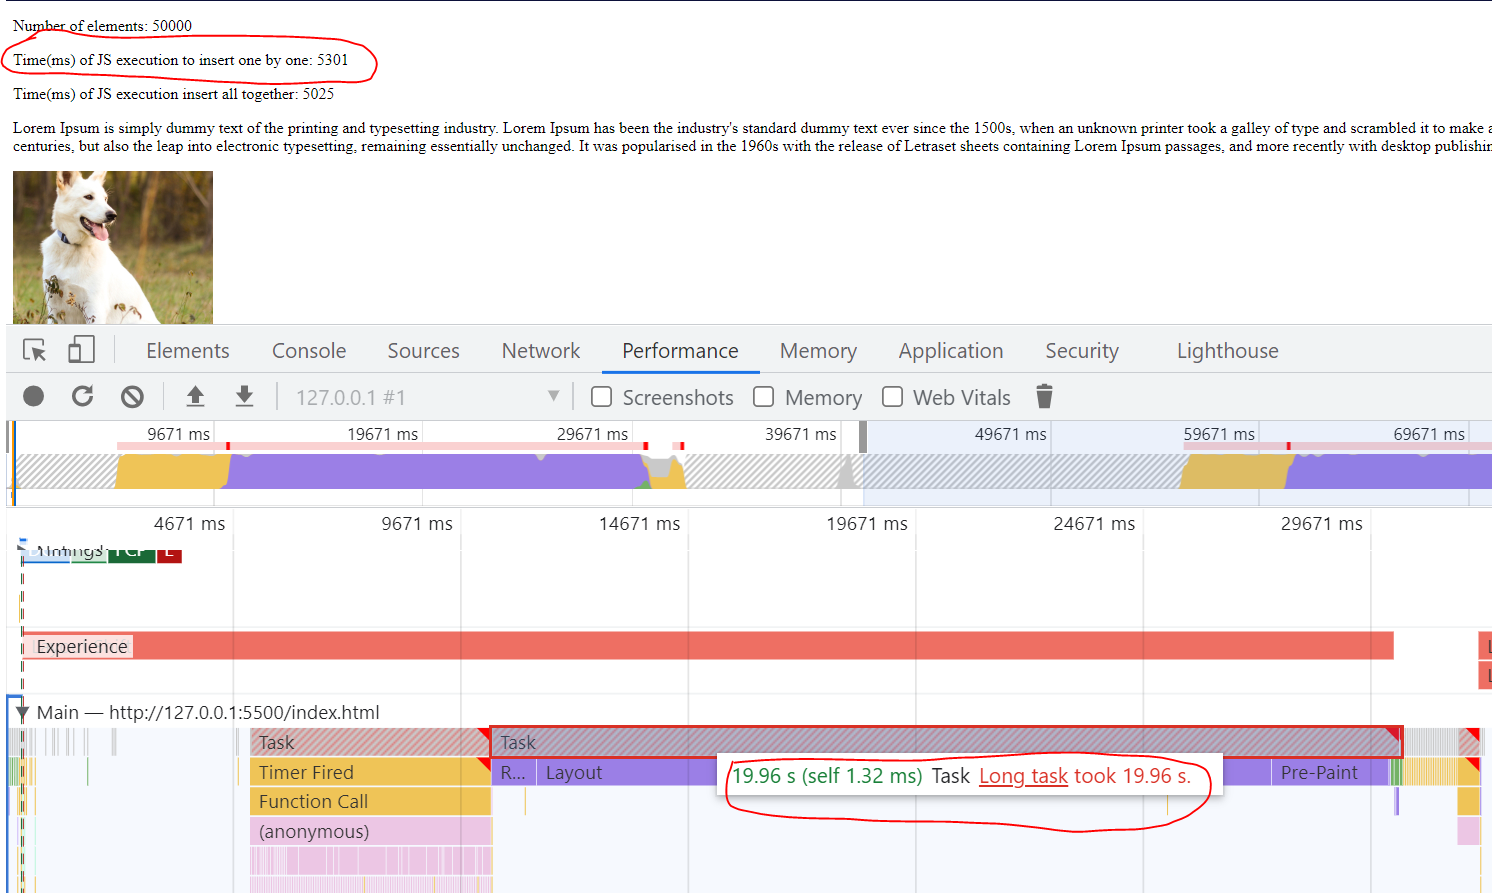 Number of elements: 50000
Time(ms) of JS execution to insert one by one: 5301
Time(ms) of JS execution insert all together: 5025
Lorem Ipsum is simply dummy text of the printing and typesetting industry. Lorem Ipsum has been the industry's standard dummy text ever since the 1500s, when an unknown printer took a galley of type and scrambled it to make a
centuries, but also the leap into electronic typesetting, remaining essentially unchanged. It was popularised in the 1960s with the release of Letraset sheets containing Lorem Ipsum passages, and more recently with desktop publishin
Elements Console Sources Network Performance Memory Application Security Lighthouse
127.0.0.1 #1 Screenshots Memory Web Vitals
9671 ms 19671 ms 29671 ms 39671 ms 49671 ms 59671 ms 69671 ms
4671 ms 9671 ms 14671 ms 19671 ms 24671 ms 29671 ms
Experience
Main — http://127.0.0.1:5500/index.html
Task Task
Timer Fired R... Layout 19.96 s (self 1.32 ms) Task Long task took 19.96 s. Pre-Paint
Function Call
(anonymous)